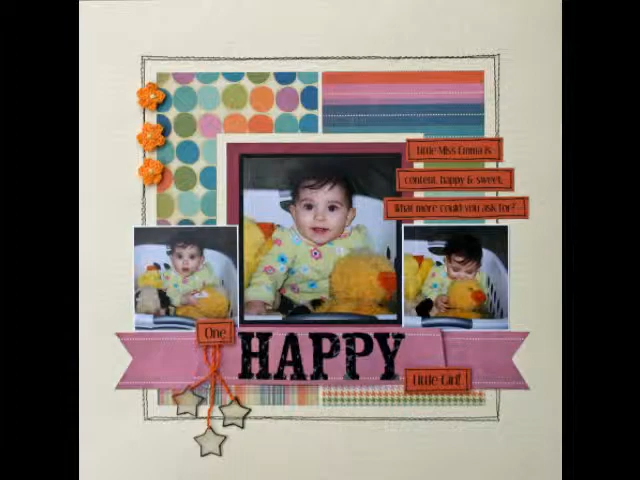 Little Miss Emma is
content, happy & sweet,
What more could you ask for?
One
HAPPY
Little Girl!